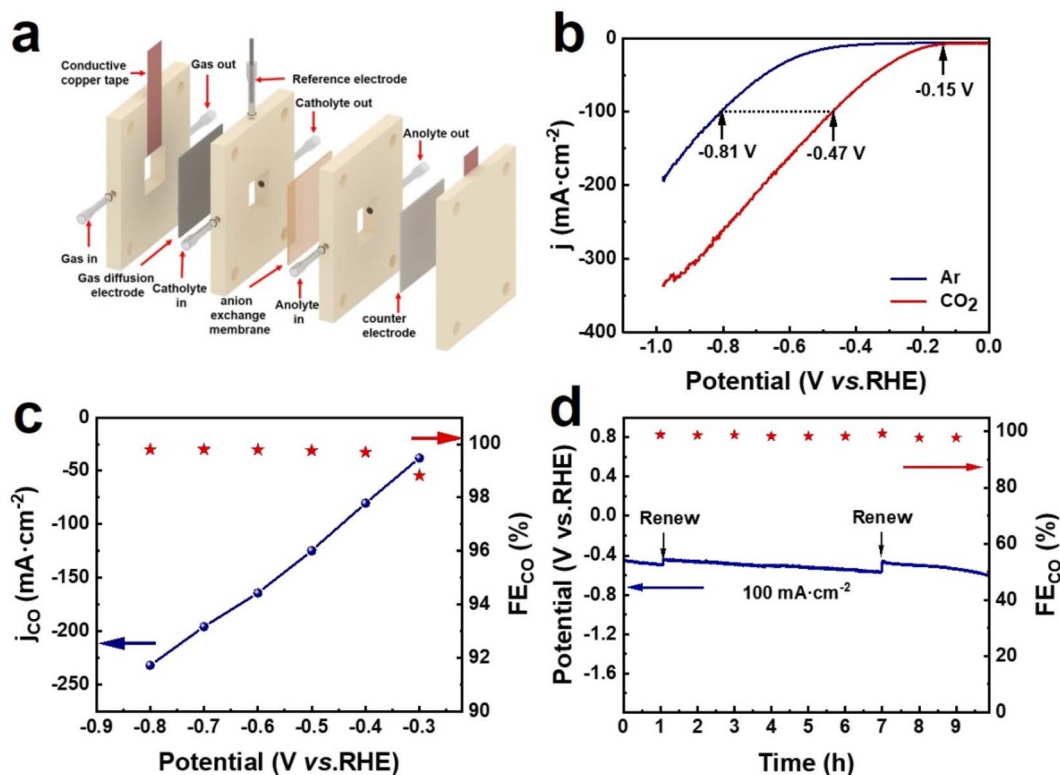 a
Conductive
copper tape
Gas out
Reference electrode
Catholyte out
Anolyte out
Gas in
Gas diffusion
electrode
Catholyte
in
anion
exchange
membrane
Anolyte
in
counter
electrode
b
j (mA·cm-2)
0
-100
-200
-300
-400
-0.15 V
-0.81 V
-0.47 V
Ar
CO2
-1.0 -0.8 -0.6 -0.4 -0.2 0.0
Potential (V vs.RHE)
c
jCO (mA·cm-2)
0
-25
-50
-75
-100
-125
-150
-175
-200
-225
-250
100
98
96
94
92
90
FECO (%)
-0.9 -0.8 -0.7 -0.6 -0.5 -0.4 -0.3
Potential (V vs.RHE)
d
Potential (V vs.RHE)
0.8
0.4
0.0
-0.4
-0.8
-1.2
-1.6
Renew
Renew
100 mA·cm-2
100
80
60
40
20
0
FECO (%)
0 1 2 3 4 5 6 7 8 9
Time (h)